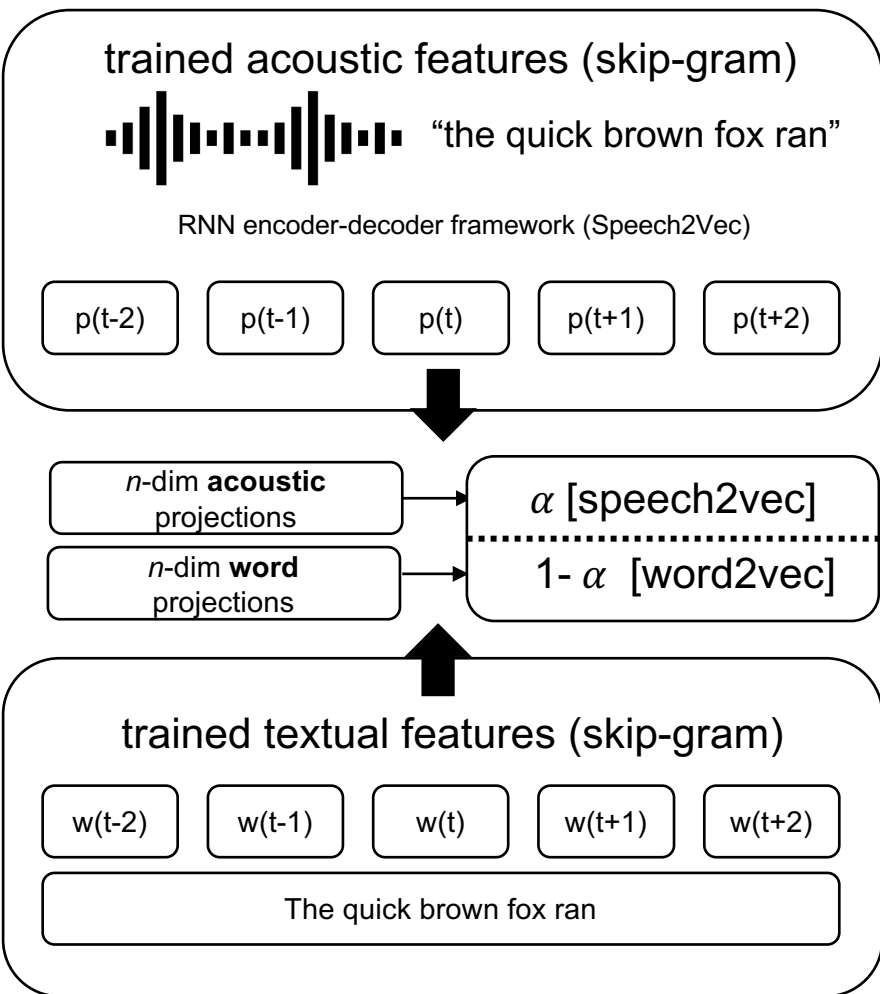 trained acoustic features (skip-gram)
“the quick brown fox ran”
RNN encoder-decoder framework (Speech2Vec)
p(t-2) p(t-1) p(t) p(t+1) p(t+2)
n-dim acoustic
projections
α [speech2vec]
n-dim word
projections
1- α [word2vec]
trained textual features (skip-gram)
w(t-2) w(t-1) w(t) w(t+1) w(t+2)
The quick brown fox ran